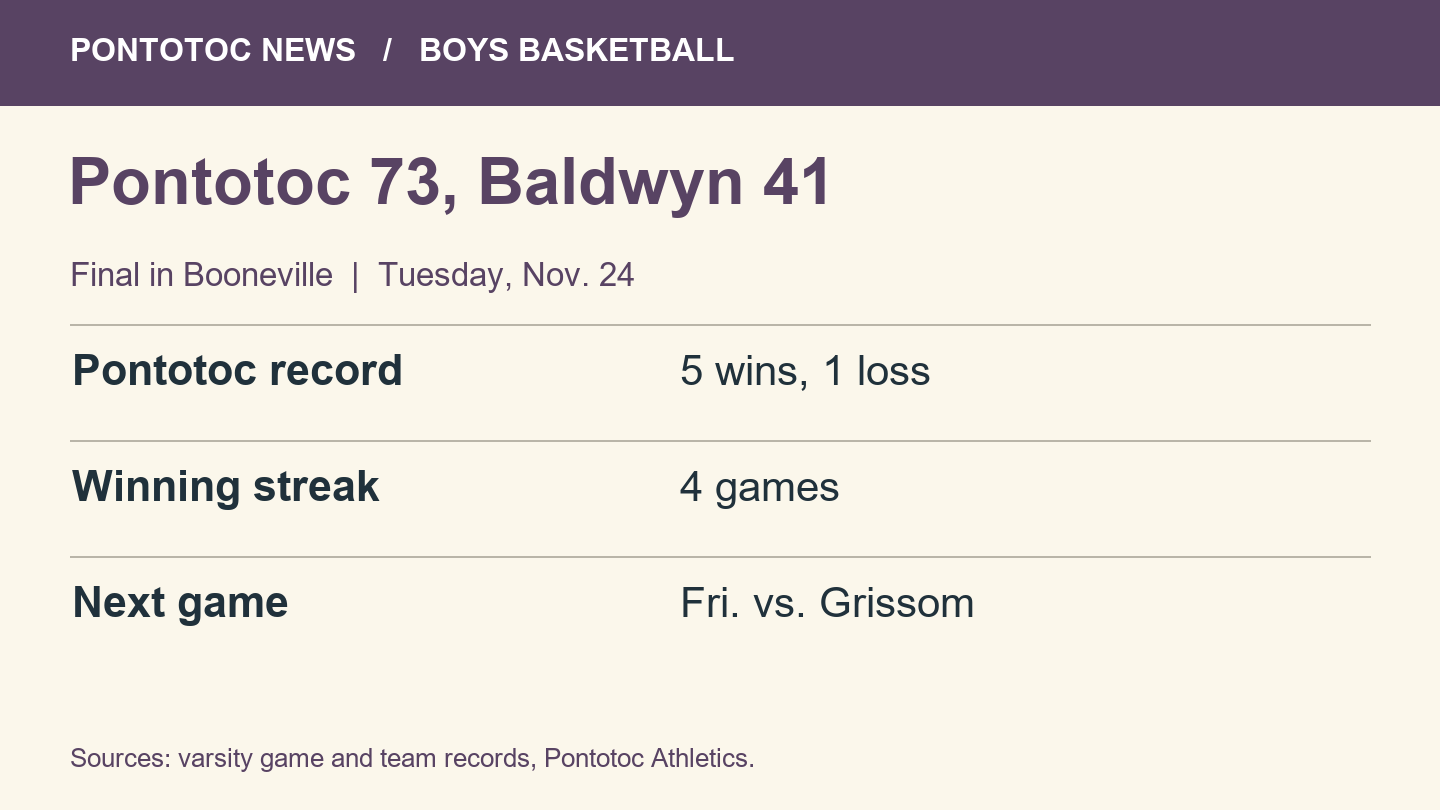 PONTOTOC NEWS / BOYS BASKETBALL
Pontotoc 73, Baldwyn 41
Final in Booneville | Tuesday, Nov. 24
Pontotoc record 5 wins, 1 loss
Winning streak 4 games
Next game Fri. vs. Grissom
Sources: varsity game and team records, Pontotoc Athletics.